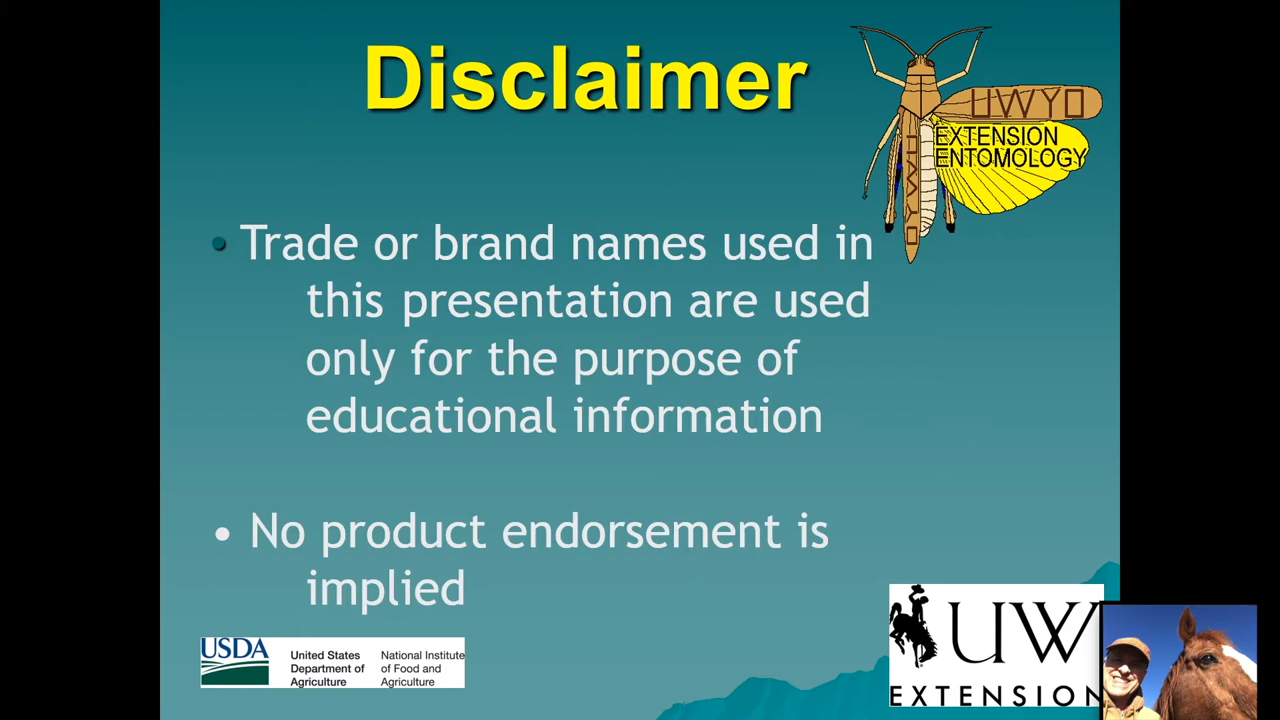 Disclaimer
UWYO
EXTENSION
ENTOMOLOGY
UWYO
Trade or brand names used in
this presentation are used
only for the purpose of
educational information
• No product endorsement is
implied
USDA
United States
Department of
Agriculture
National Institute
of Food and
Agriculture
UW
EXTENSION